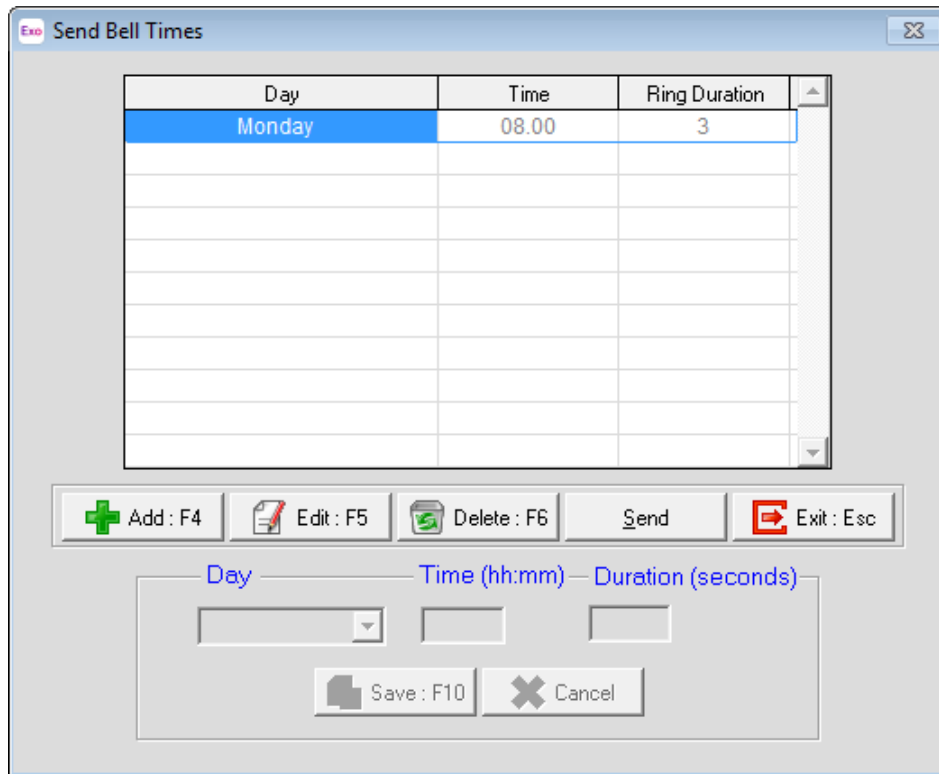 Exo Send Bell Times
Day Time Ring Duration
Monday 08.00 3
Add : F4 Edit : F5 Delete : F6 Send Exit : Esc
Day Time (hh:mm) Duration (seconds)
Save : F10 Cancel